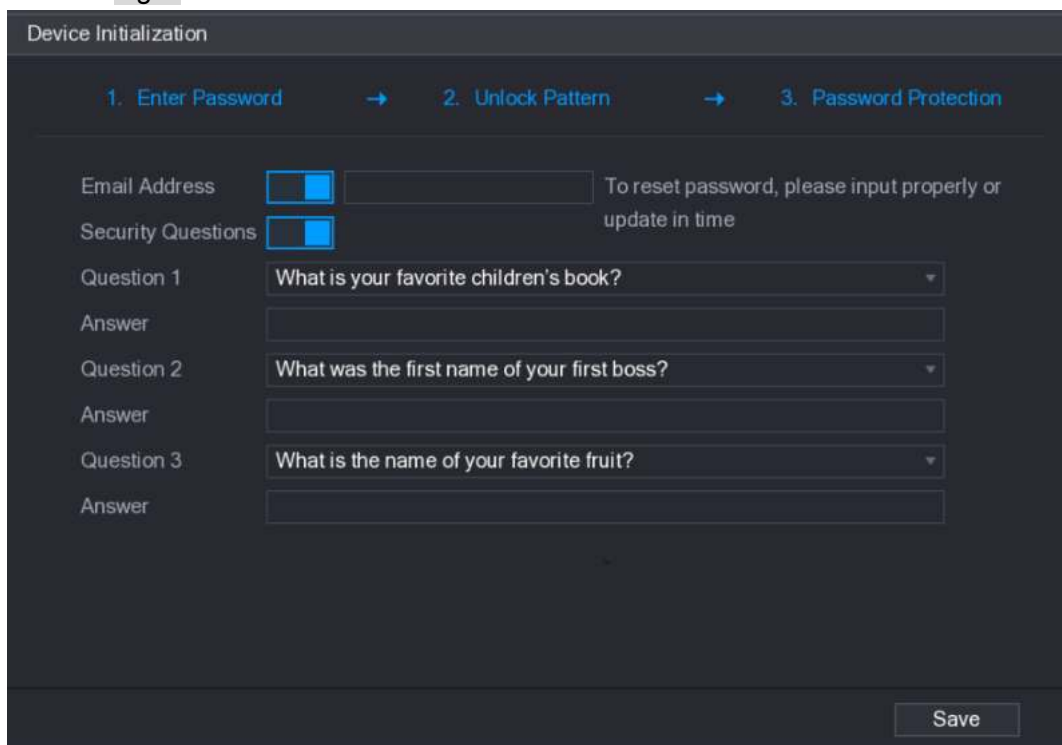 Device Initialization
1. Enter Password → 2. Unlock Pattern → 3. Password Protection
Email Address To reset password, please input properly or
update in time
Security Questions
Question 1 What is your favorite children's book?
Answer
Question 2 What was the first name of your first boss?
Answer
Question 3 What is the name of your favorite fruit?
Answer
Save